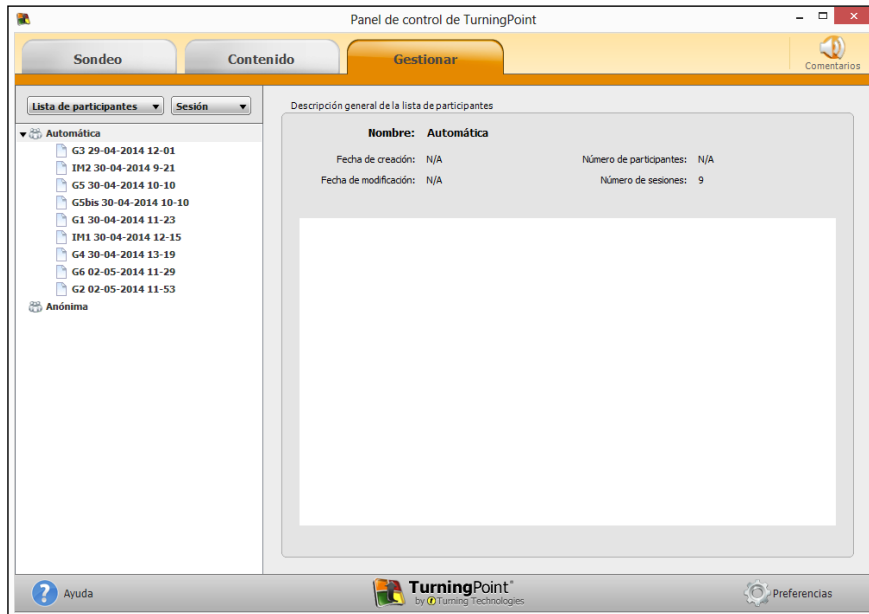 Panel de control de TurningPoint
Sondeo
Contenido
Gestionar
Comentarios
Lista de participantes
Sesión
Automática
G3 29-04-2014 12-01
IM2 30-04-2014 9-21
G5 30-04-2014 10-10
G5bis 30-04-2014 10-10
G1 30-04-2014 11-23
IM1 30-04-2014 12-15
G4 30-04-2014 13-19
G6 02-05-2014 11-29
G2 02-05-2014 11-53
Anónima
Descripción general de la lista de participantes
Nombre: Automática
Fecha de creación: N/A Número de participantes: N/A
Fecha de modificación: N/A Número de sesiones: 9
Ayuda
TurningPoint
by Turning Technologies
Preferencias